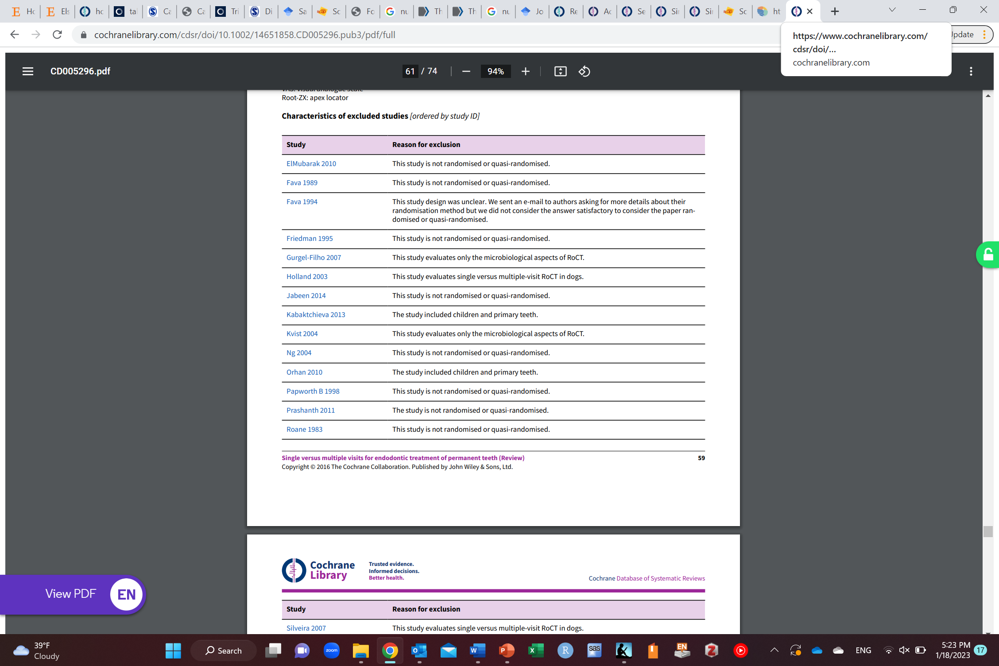 Hc
Els
hc
tal
Ca
Ca
Tri
Di
Sa
Sc
Fo
nu
Th
Th
nu
Jo
Re
Ac
Se
Sin
Sin
Sc
ht
cochranelibrary.com/cdsr/doi/10.1002/14651858.CD005296.pub3/pdf/full
https://www.cochranelibrary.com/
cdsr/doi/...
cochranelibrary.com
CD005296.pdf
61 / 74
94%
Root-ZX: apex locator
Characteristics of excluded studies [ordered by study ID]
Study Reason for exclusion
ElMubarak 2010 This study is not randomised or quasi-randomised.
Fava 1989 This study is not randomised or quasi-randomised.
Fava 1994 This study design was unclear. We sent an e-mail to authors asking for more details about their
randomisation method but we did not consider the answer satisfactory to consider the paper ran-
domised or quasi-randomised.
Friedman 1995 This study is not randomised or quasi-randomised.
Gurgel-Filho 2007 This study evaluates only the microbiological aspects of RoCT.
Holland 2003 This study evaluates single versus multiple-visit RoCT in dogs.
Jabeen 2014 This study is not randomised or quasi-randomised.
Kabaktchieva 2013 The study included children and primary teeth.
Kvist 2004 This study evaluates only the microbiological aspects of RoCT.
Ng 2004 This study is not randomised or quasi-randomised.
Orhan 2010 The study included children and primary teeth.
Papworth B 1998 This study is not randomised or quasi-randomised.
Prashanth 2011 The study is not randomised or quasi-randomised.
Roane 1983 This study is not randomised or quasi-randomised.
Single versus multiple visits for endodontic treatment of permanent teeth (Review) 59
Copyright © 2016 The Cochrane Collaboration. Published by John Wiley & Sons, Ltd.
Cochrane
Library
Trusted evidence.
Informed decisions.
Better health.
Cochrane Database of Systematic Reviews
Study Reason for exclusion
Silveira 2007 This study evaluates single versus multiple-visit RoCT in dogs.
View PDF EN
39°F
Cloudy
Search
zoom
sas
EN
ENG
5:23 PM
1/18/2023
17